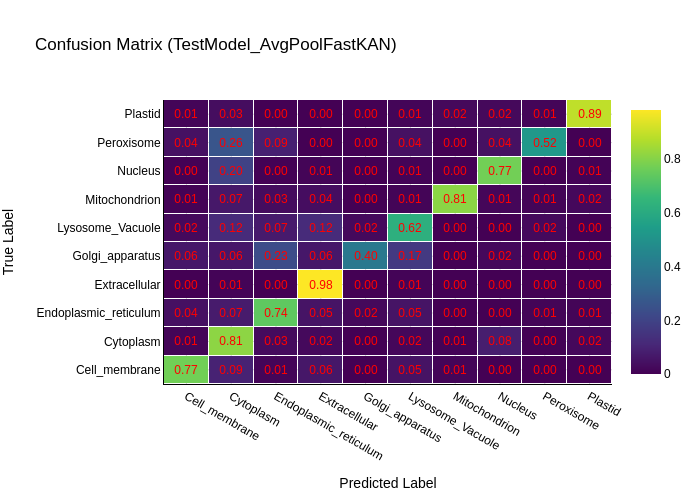 Confusion Matrix (TestModel_AvgPoolFastKAN)
Plastid 0.01 0.03 0.00 0.00 0.00 0.01 0.02 0.02 0.01 0.89
Peroxisome 0.04 0.09 0.00 0.00 0.04 0.00 0.04 0.52 0.00
Nucleus 0.00 0.20 0.00 0.01 0.00 0.01 0.00 0.77 0.00 0.01
Mitochondrion 0.01 0.07 0.03 0.04 0.00 0.01 0.81 0.01 0.01 0.02
Lysosome_Vacuole 0.02 0.12 0.07 0.12 0.02 0.62 0.00 0.00 0.02 0.00
Golgi_apparatus 0.06 0.06 0.06 0.40 0.17 0.00 0.02 0.00 0.00
Extracellular 0.00 0.01 0.00 0.98 0.00 0.01 0.00 0.00 0.00 0.00
Endoplasmic_reticulum 0.04 0.07 0.74 0.05 0.02 0.05 0.00 0.00 0.01 0.01
Cytoplasm 0.01 0.81 0.03 0.02 0.00 0.02 0.01 0.08 0.00 0.02
Cell_membrane 0.77 0.09 0.01 0.06 0.00 0.05 0.01 0.00 0.00 0.00
Cell_membrane Cytoplasm Endoplasmic_reticulum Extracellular Golgi_apparatus Lysosome_Vacuole Mitochondrion Nucleus Peroxisome Plastid
Predicted Label
True Label
0.8
0.6
0.4
0.2
0